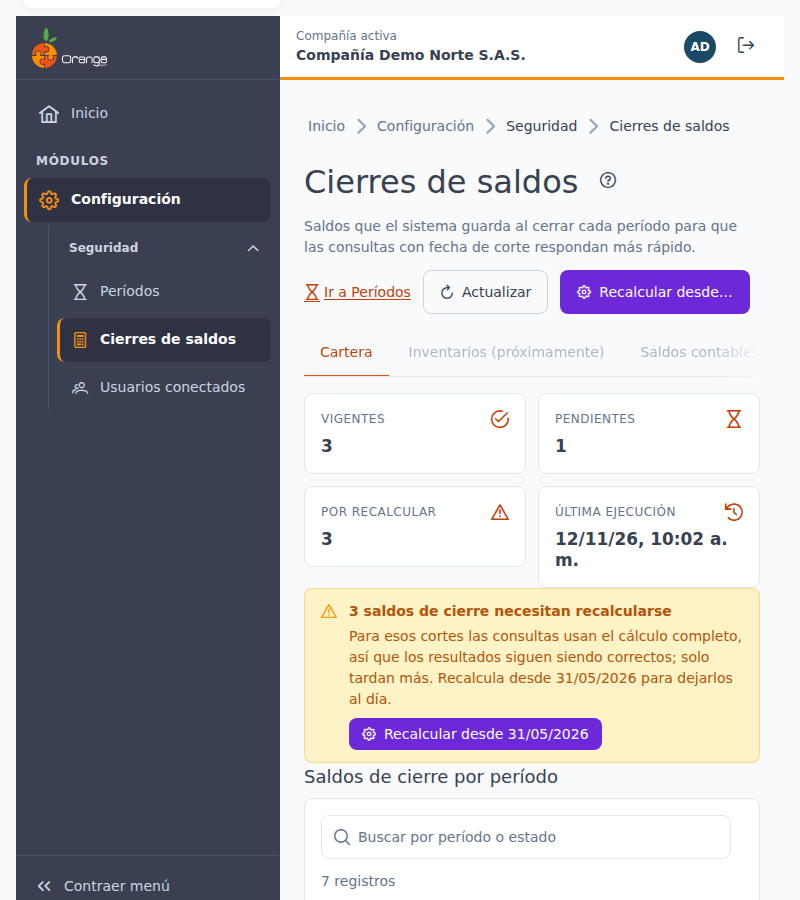 Orange
Inicio
MÓDULOS
Configuración
Seguridad
Períodos
Cierres de saldos
Usuarios conectados
Contraer menú
Compañía activa
Compañía Demo Norte S.A.S.
AD
Inicio Configuración Seguridad Cierres de saldos
Cierres de saldos
Saldos que el sistema guarda al cerrar cada período para que
las consultas con fecha de corte respondan más rápido.
Ir a Períodos Actualizar Recalcular desde...
Cartera Inventarios (próximamente) Saldos contables
VIGENTES
3
PENDIENTES
1
POR RECALCULAR
3
ÚLTIMA EJECUCIÓN
12/11/26, 10:02 a.
m.
3 saldos de cierre necesitan recalcularse
Para esos cortes las consultas usan el cálculo completo,
así que los resultados siguen siendo correctos; solo
tardan más. Recalcula desde 31/05/2026 para dejarlos
al día.
Recalcular desde 31/05/2026
Saldos de cierre por período
Buscar por período o estado
7 registros